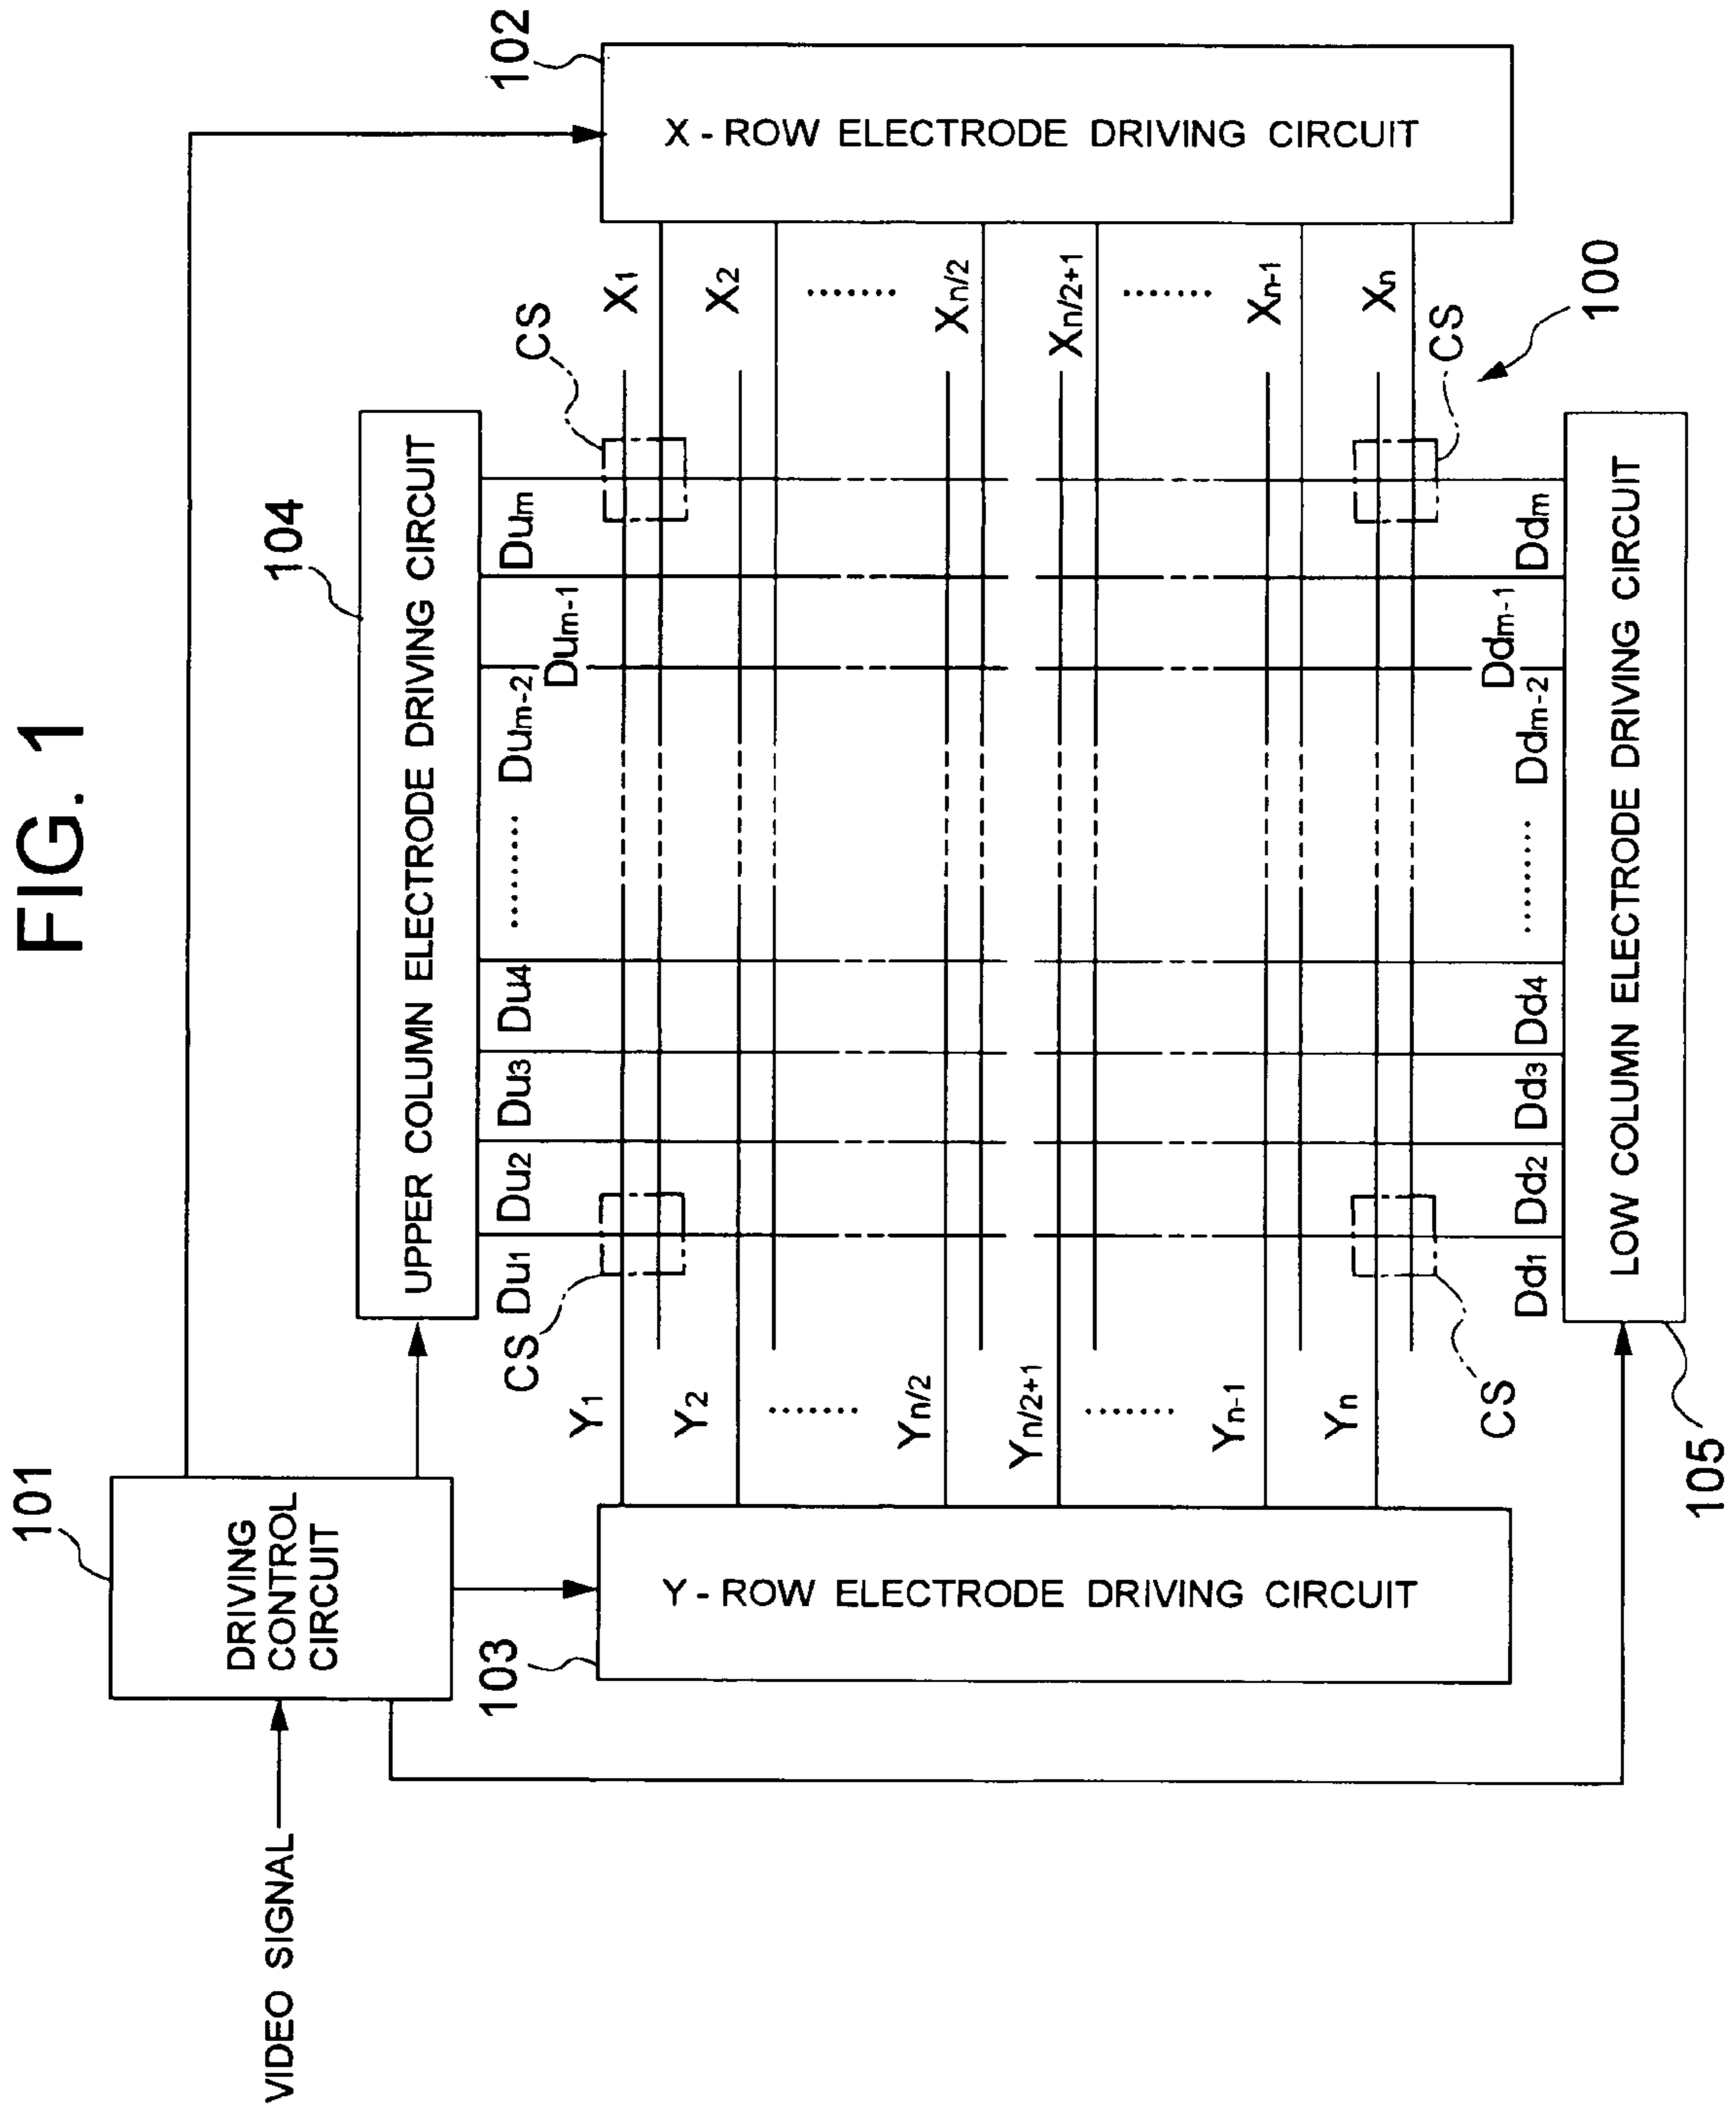 FIG. 1
VIDEO SIGNAL
101
DRIVING
CONTROL
CIRCUIT
104
UPPER COLUMN ELECTRODE DRIVING CIRCUIT
102
X - ROW ELECTRODE DRIVING CIRCUIT
103
Y - ROW ELECTRODE DRIVING CIRCUIT
Du1 Du2 Du3 Du4 ········ Dum-2 Dum-1 Dum
CS
CS
Y1
Y2
·······
Yn/2
Yn/2+1
·······
Yn-1
Yn
X1
X2
·······
Xn/2
Xn/2+1
·······
Xn-1
Xn
CS
CS
100
Dd1 Dd2 Dd3 Dd4 ········ Ddm-2 Ddm-1 Ddm
LOW COLUMN ELECTRODE DRIVING CIRCUIT
105